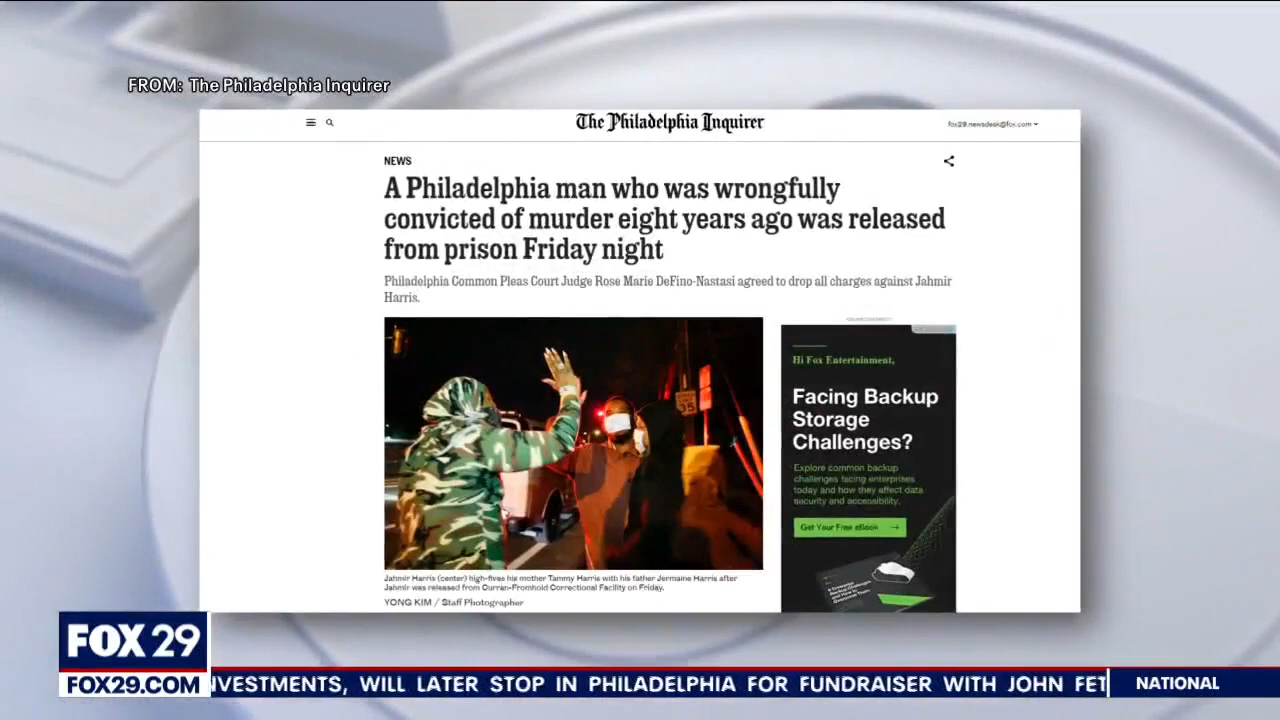 FROM: The Philadelphia Inquirer
The Philadelphia Inquirer
fox29.newsdesk@fox.com
NEWS
A Philadelphia man who was wrongfully
convicted of murder eight years ago was released
from prison Friday night
Philadelphia Common Pleas Court Judge Rose Marie DeFino-Nastasi agreed to drop all charges against Jahmir
Harris.
ADVERTISEMENT
Hi Fox Entertainment,
Facing Backup
Storage
Challenges?
Explore common backup
challenges facing enterprises
today and how they affect data
security and accessibility.
Get Your Free eBook →
35
Jahmir Harris (center) high-fives his mother Tammy Harris with his father Jermaine Harris after
Jahmir was released from Curran-Fromhold Correctional Facility on Friday.
YONG KIM / Staff Photographer
FOX 29
FOX29.COM
NVESTMENTS, WILL LATER STOP IN PHILADELPHIA FOR FUNDRAISER WITH JOHN FET
NATIONAL